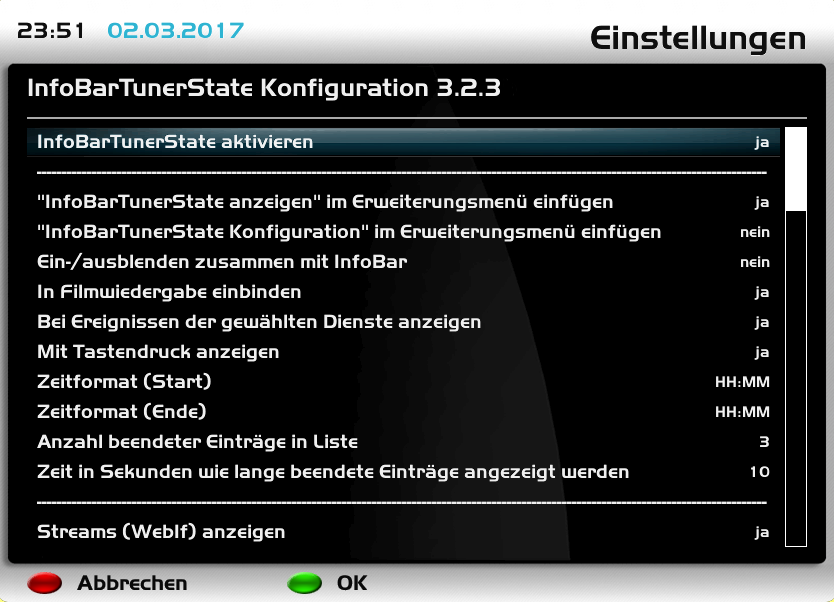 23:51 02.03.2017 Einstellungen
InfoBarTunerState Konfiguration 3.2.3
InfoBarTunerState aktivieren ja
"InfoBarTunerState anzeigen" im Erweiterungsmenü einfügen ja
"InfoBarTunerState Konfiguration" im Erweiterungsmenü einfügen nein
Ein-/ausblenden zusammen mit InfoBar nein
In Filmwiedergabe einbinden ja
Bei Ereignissen der gewählten Dienste anzeigen ja
Mit Tastendruck anzeigen ja
Zeitformat (Start) HH:MM
Zeitformat (Ende) HH:MM
Anzahl beendeter Einträge in Liste 3
Zeit in Sekunden wie lange beendete Einträge angezeigt werden 10
Streams (WebIf) anzeigen ja
Abbrechen OK